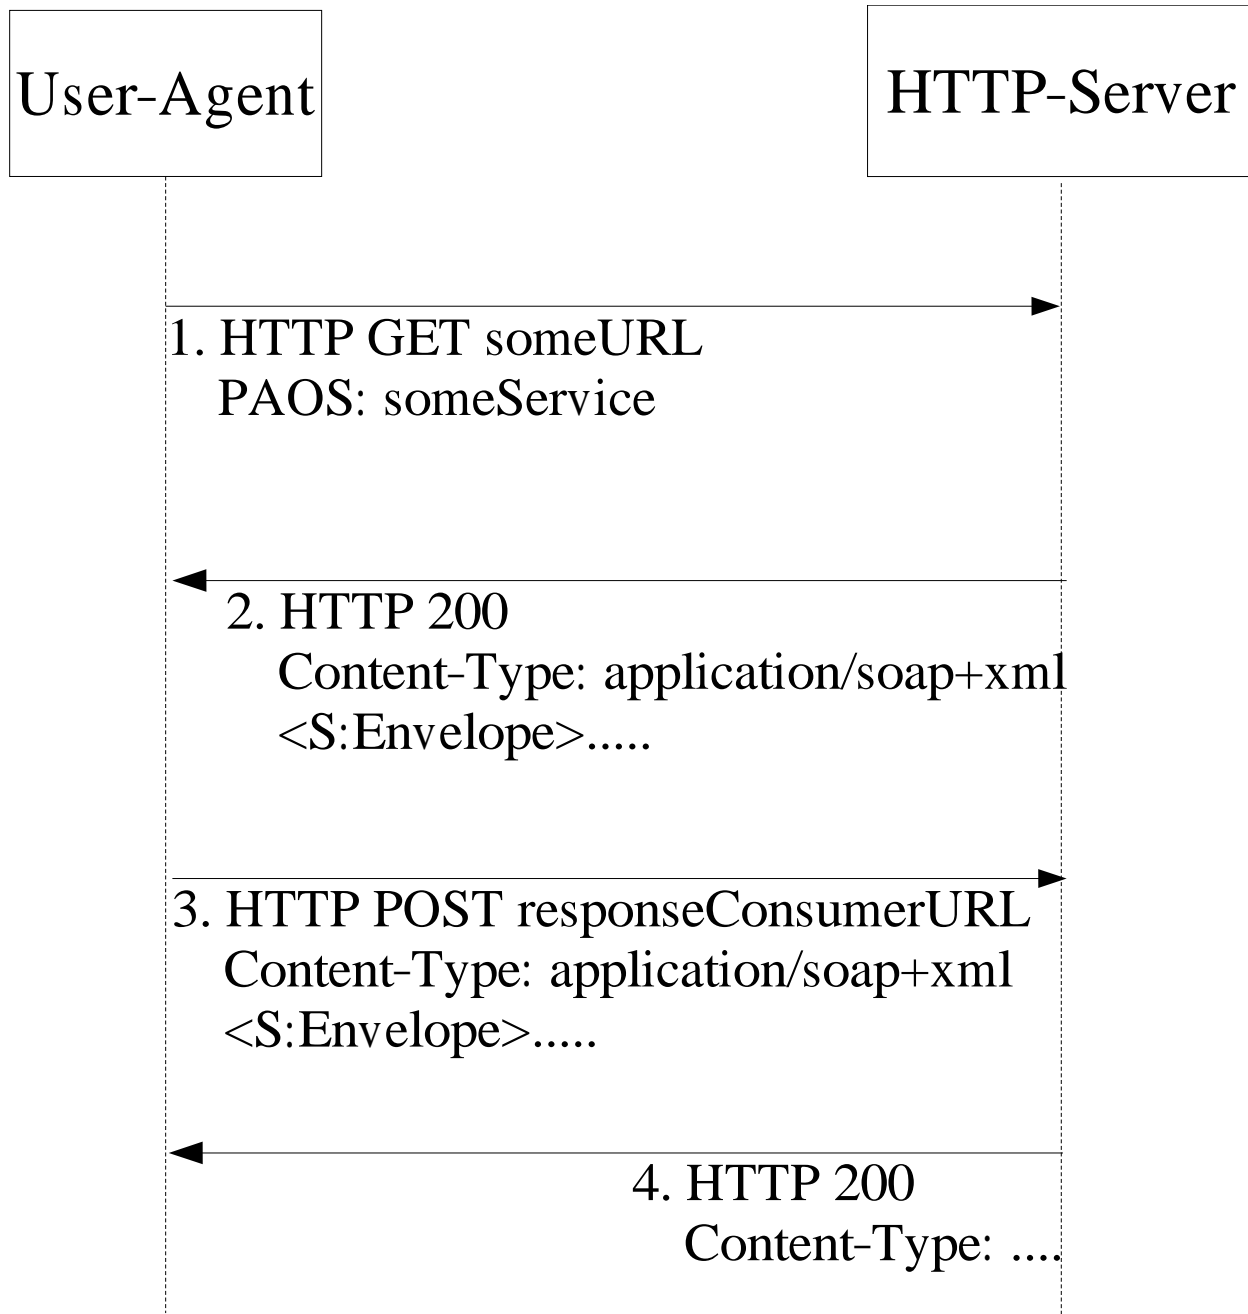 User-Agent
HTTP-Server
1. HTTP GET someURL
PAOS: someService
2. HTTP 200
Content-Type: application/soap+xml
<S:Envelope>.....
3. HTTP POST responseConsumerURL
Content-Type: application/soap+xml
<S:Envelope>.....
4. HTTP 200
Content-Type: ....